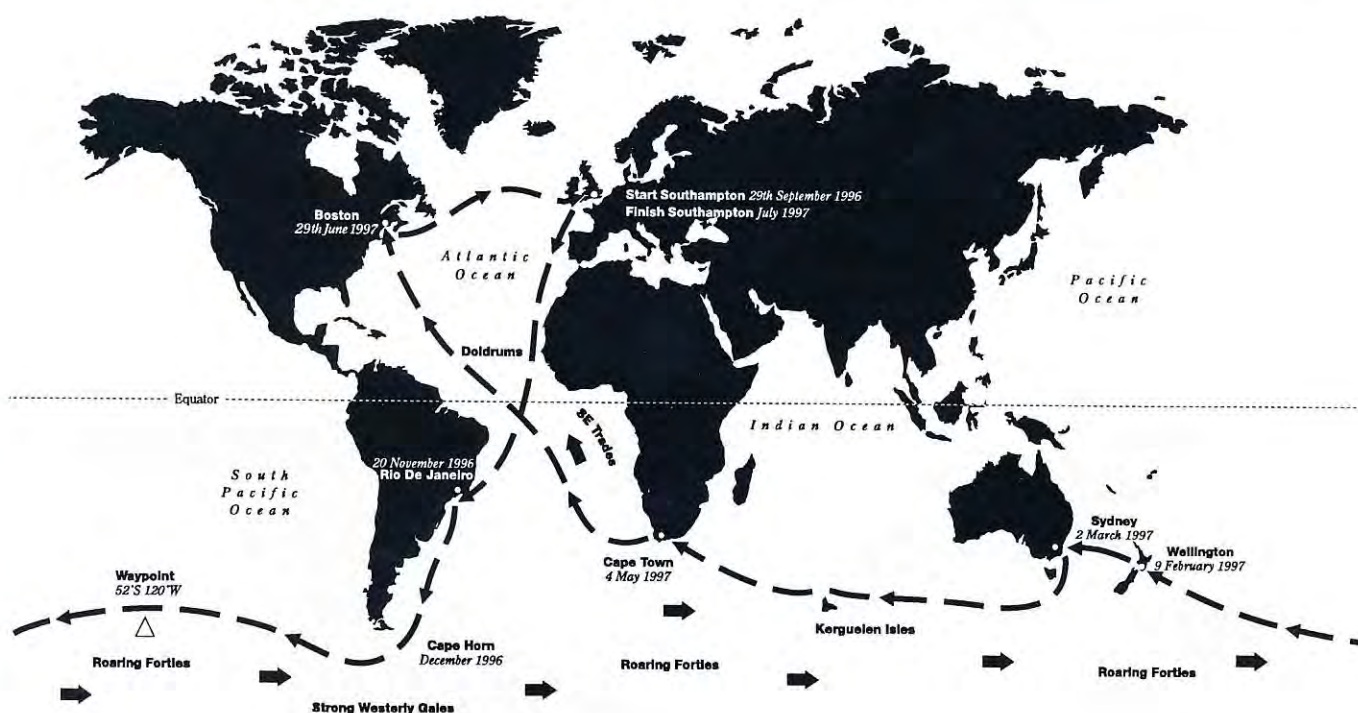 Start Southampton 29th September 1996
Finish Southampton July 1997
Boston
29th June 1997
Atlantic
Ocean
Pacific
Ocean
Doldrums
Equator
SE Trades
Indian Ocean
20 November 1996
Rio De Janeiro
South
Pacific
Ocean
Sydney
2 March 1997
Wellington
9 February 1997
Cape Town
4 May 1997
Waypoint
52°S 120°W
Kerguelen Isles
Cape Horn
December 1996
Roaring Forties
Roaring Forties
Roaring Forties
Strong Westerly Gales